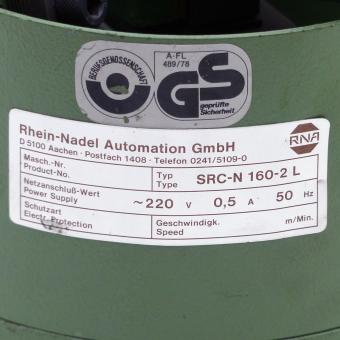 BERUFSGENOSSENSCHAFT
A-FL
489/78
GS
geprüfte
Sicherheit
Rhein-Nadel Automation GmbH
D 5100 Aachen · Postfach 1408 · Telefon 0241/5109-0
RNA
Masch.-Nr.
Product-No.
Typ
Type
SRC-N 160-2 L
Netzanschluß-Wert
Power Supply
~220 V 0,5 A 50 Hz
Schutzart
Electr. Protection
Geschwindigk.
Speed
m/Min.